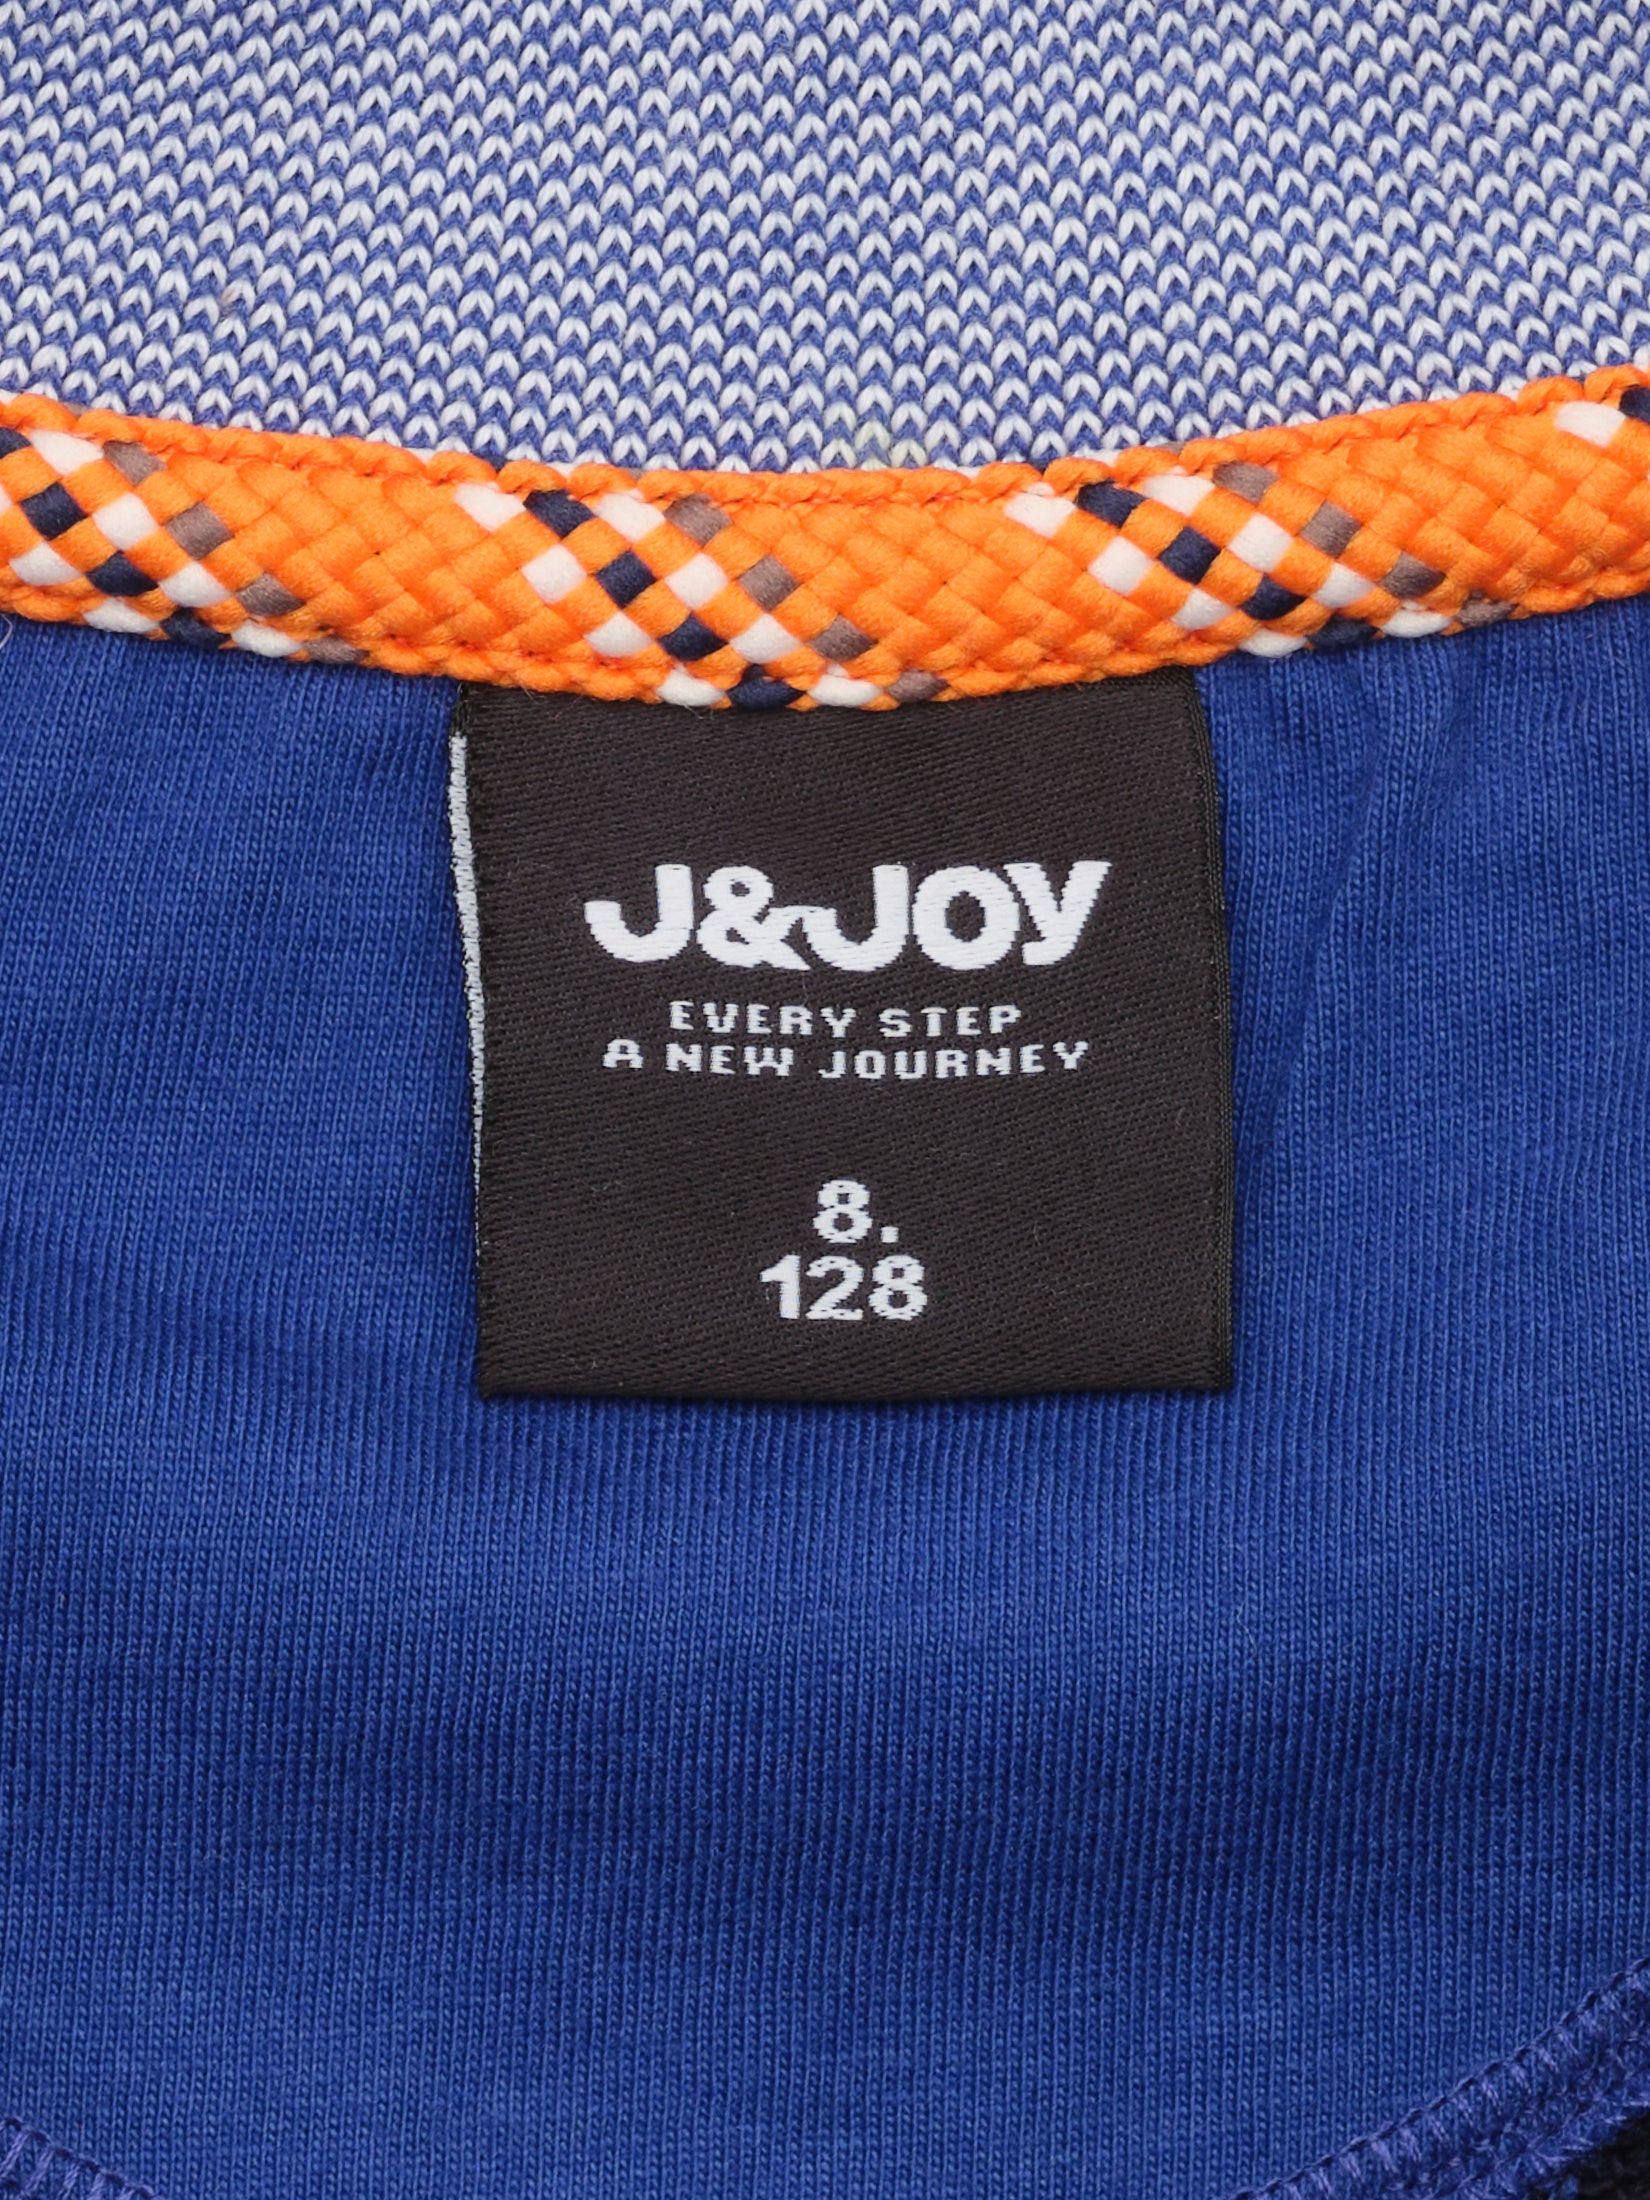 J&JOY
EVERY STEP
A NEW JOURNEY
8.
128